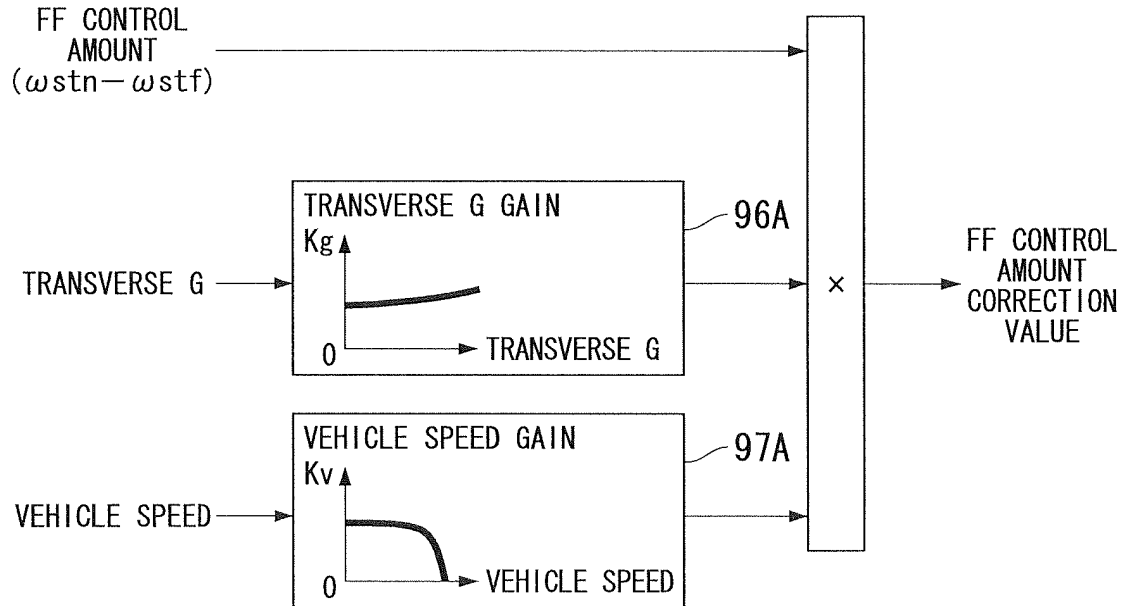 FF CONTROL
AMOUNT
(ωstn−ωstf)
TRANSVERSE G GAIN
Kg
0
TRANSVERSE G
96A
TRANSVERSE G
×
FF CONTROL
AMOUNT
CORRECTION
VALUE
VEHICLE SPEED GAIN
Kv
0
VEHICLE SPEED
97A
VEHICLE SPEED